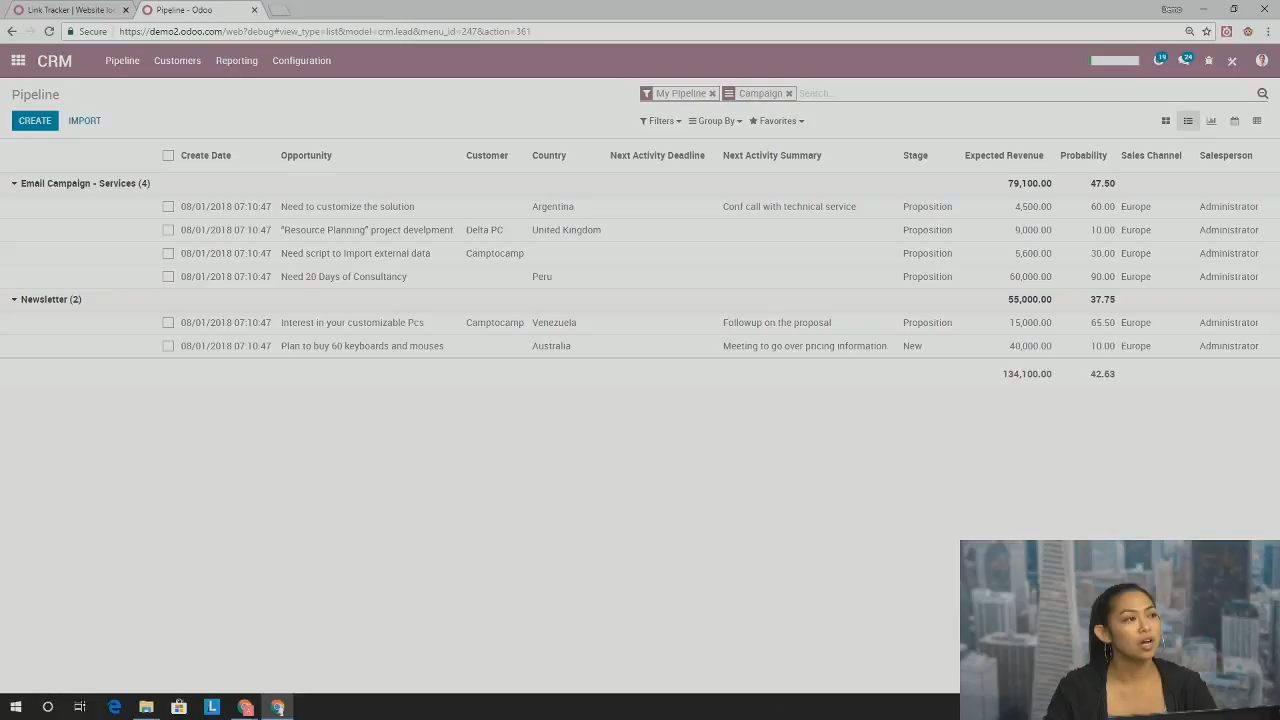 Link Tracker | Website lo
Pipeline - Odoo
Demo
Secure
https://demo2.odoo.com/web?debug#view_type=list&model=crm.lead&menu_id=247&action=361
CRM
Pipeline
Customers
Reporting
Configuration
19
24
Pipeline
My Pipeline
Campaign
Search...
CREATE
IMPORT
Filters
Group By
Favorites
Create Date Opportunity Customer Country Next Activity Deadline Next Activity Summary Stage Expected Revenue Probability Sales Channel Salesperson
Email Campaign - Services (4) 79,100.00 47.50
08/01/2018 07:10:47 Need to customize the solution Argentina Conf call with technical service Proposition 4,500.00 60.00 Europe Administrator
08/01/2018 07:10:47 "Resource Planning" project develpment Delta PC United Kingdom Proposition 9,000.00 10.00 Europe Administrator
08/01/2018 07:10:47 Need script to import external data Camptocamp Proposition 5,600.00 30.00 Europe Administrator
08/01/2018 07:10:47 Need 20 Days of Consultancy Peru Proposition 60,000.00 90.00 Europe Administrator
Newsletter (2) 55,000.00 37.75
08/01/2018 07:10:47 Interest in your customizable Pcs Camptocamp Venezuela Followup on the proposal Proposition 15,000.00 65.50 Europe Administrator
08/01/2018 07:10:47 Plan to buy 60 keyboards and mouses Australia Meeting to go over pricing information New 40,000.00 10.00 Europe Administrator
134,100.00 42.63